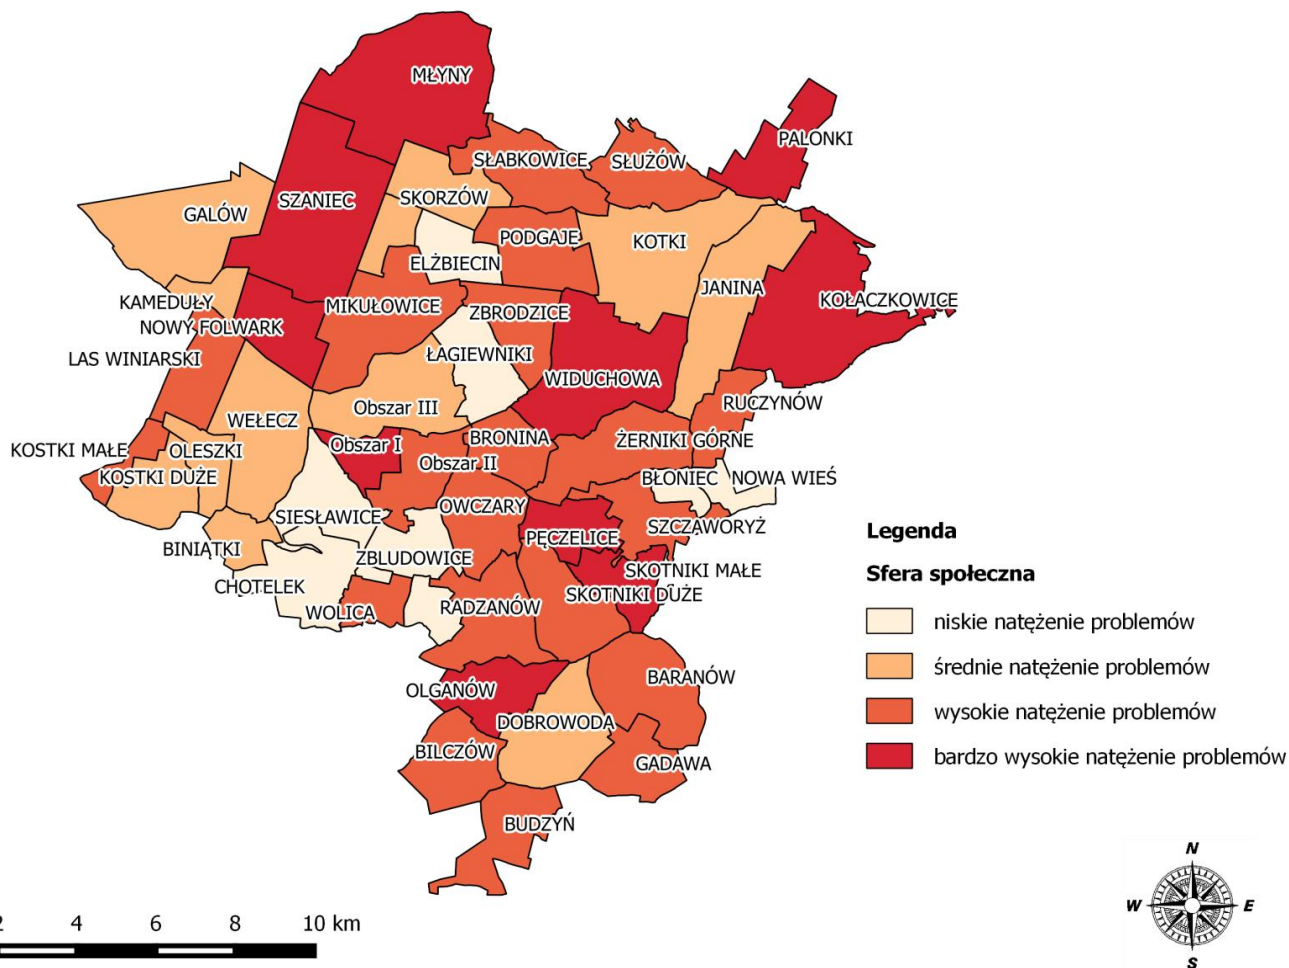 MŁYNY
PALONKI
SŁABKOWICE
SŁUŻÓW
SZANIEC
SKORZÓW
GALÓW
PODGAJE
KOTKI
ELŻBIECIN
JANINA
KAMEDUŁY
MIKUŁOWICE
ZBRODZICE
KOŁACZKOWICE
NOWY FOLWARK
LAS WINIARSKI
ŁAGIEWNIKI
WIDUCHOWA
Obszar III
RUCZYNÓW
WEŁECZ
KOSTKI MAŁE
OLESZKI
Obszar I
BRONINA
ŻERNIKI GÓRNE
Obszar II
KOSTKI DUŻE
BŁONIEC
NOWA WIEŚ
SIESŁAWICE
OWCZARY
SZCZAWORYŻ
BINIĄTKI
ZBLUDOWICE
PĘCZELICE
CHOTELEK
SKOTNIKI MAŁE
WOLICA
RADZANÓW
SKOTNIKI DUŻE
OLGANÓW
BARANÓW
DOBROWODA
BILCZÓW
GADAWA
BUDZYŃ
Legenda
Sfera społeczna
niskie natężenie problemów
średnie natężenie problemów
wysokie natężenie problemów
bardzo wysokie natężenie problemów
2 4 6 8 10 km
N
W E
S